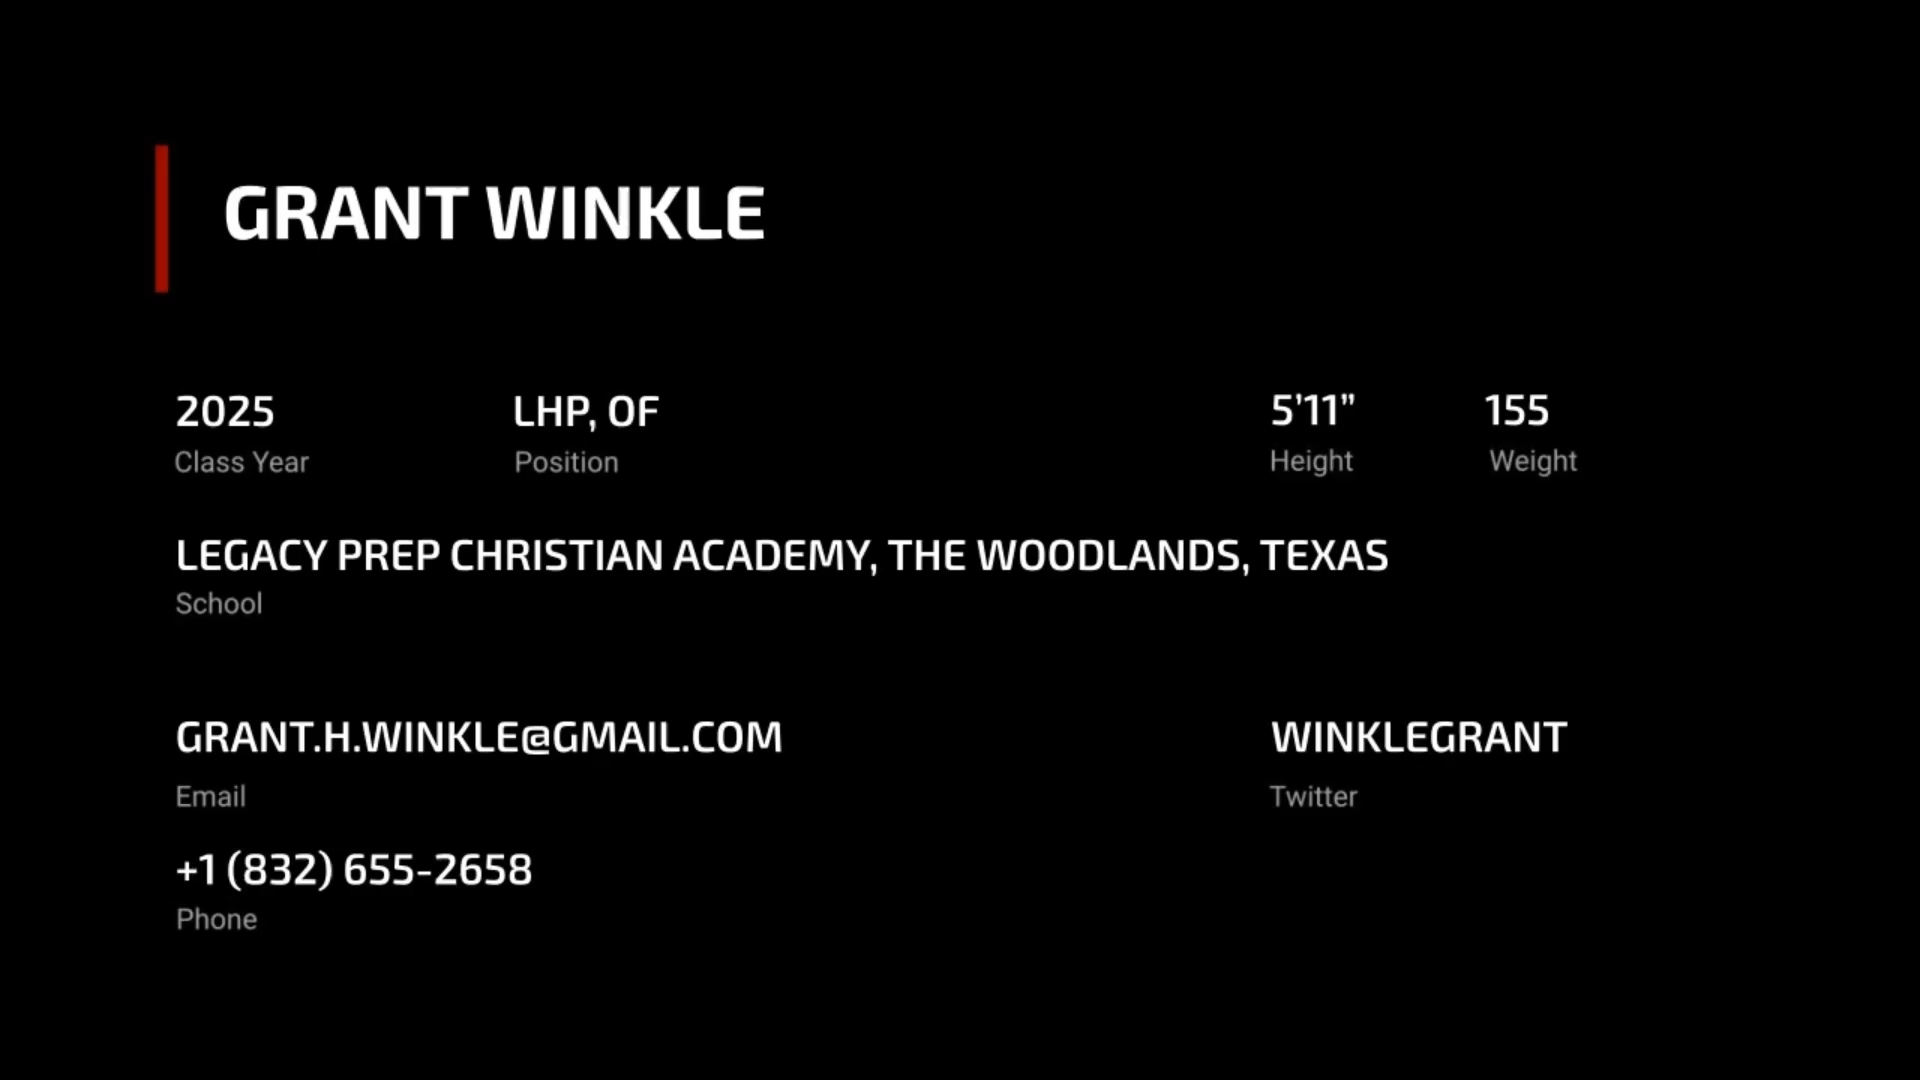 GRANT WINKLE
2025 LHP, OF 5'11” 155
Class Year Position Height Weight
LEGACY PREP CHRISTIAN ACADEMY, THE WOODLANDS, TEXAS
School
GRANT.H.WINKLE@GMAIL.COM WINKLEGRANT
Email Twitter
+1 (832) 655-2658
Phone